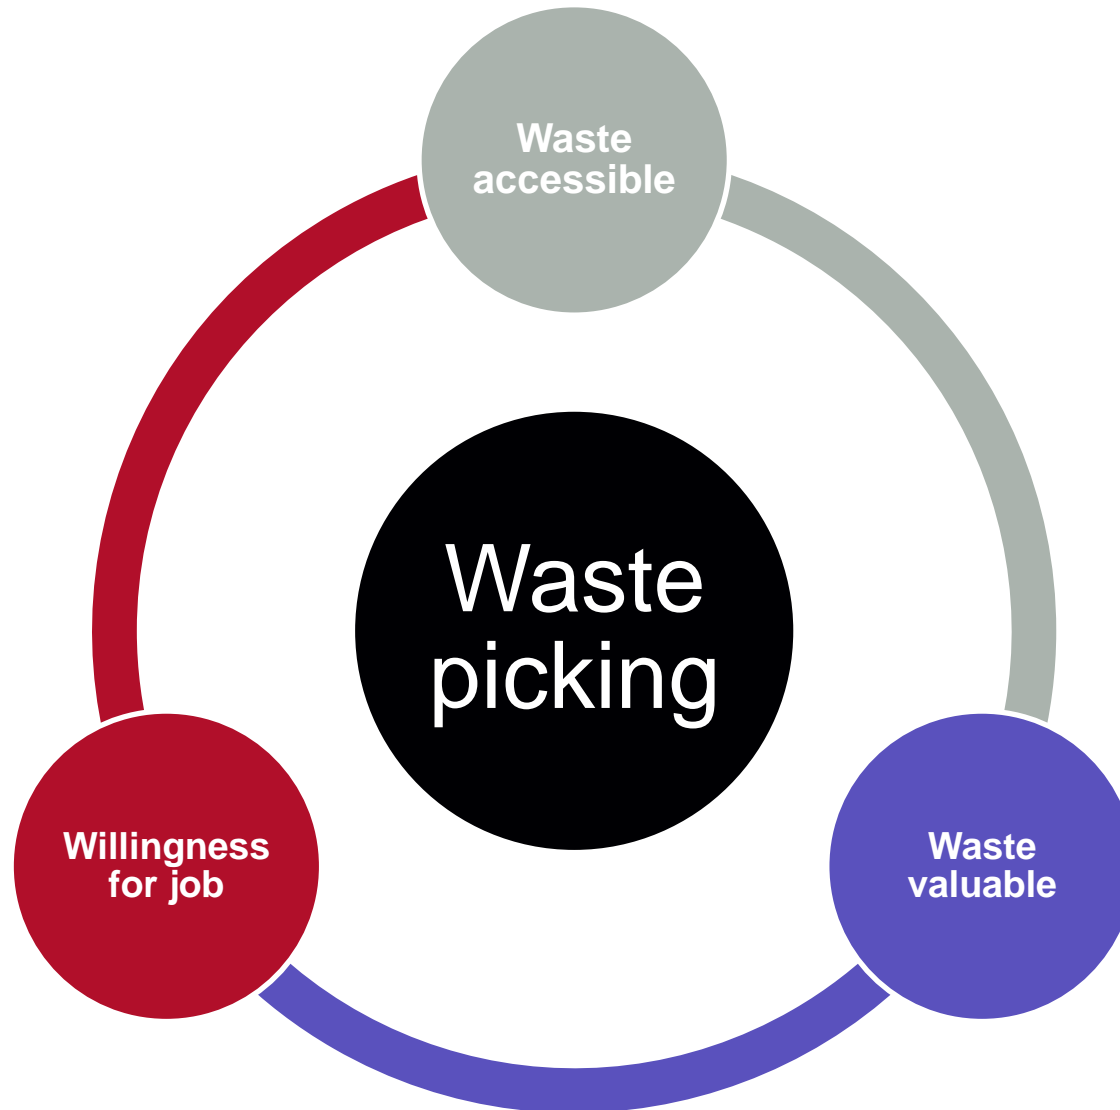 Waste
accessible
Waste
picking
Willingness
for job
Waste
valuable